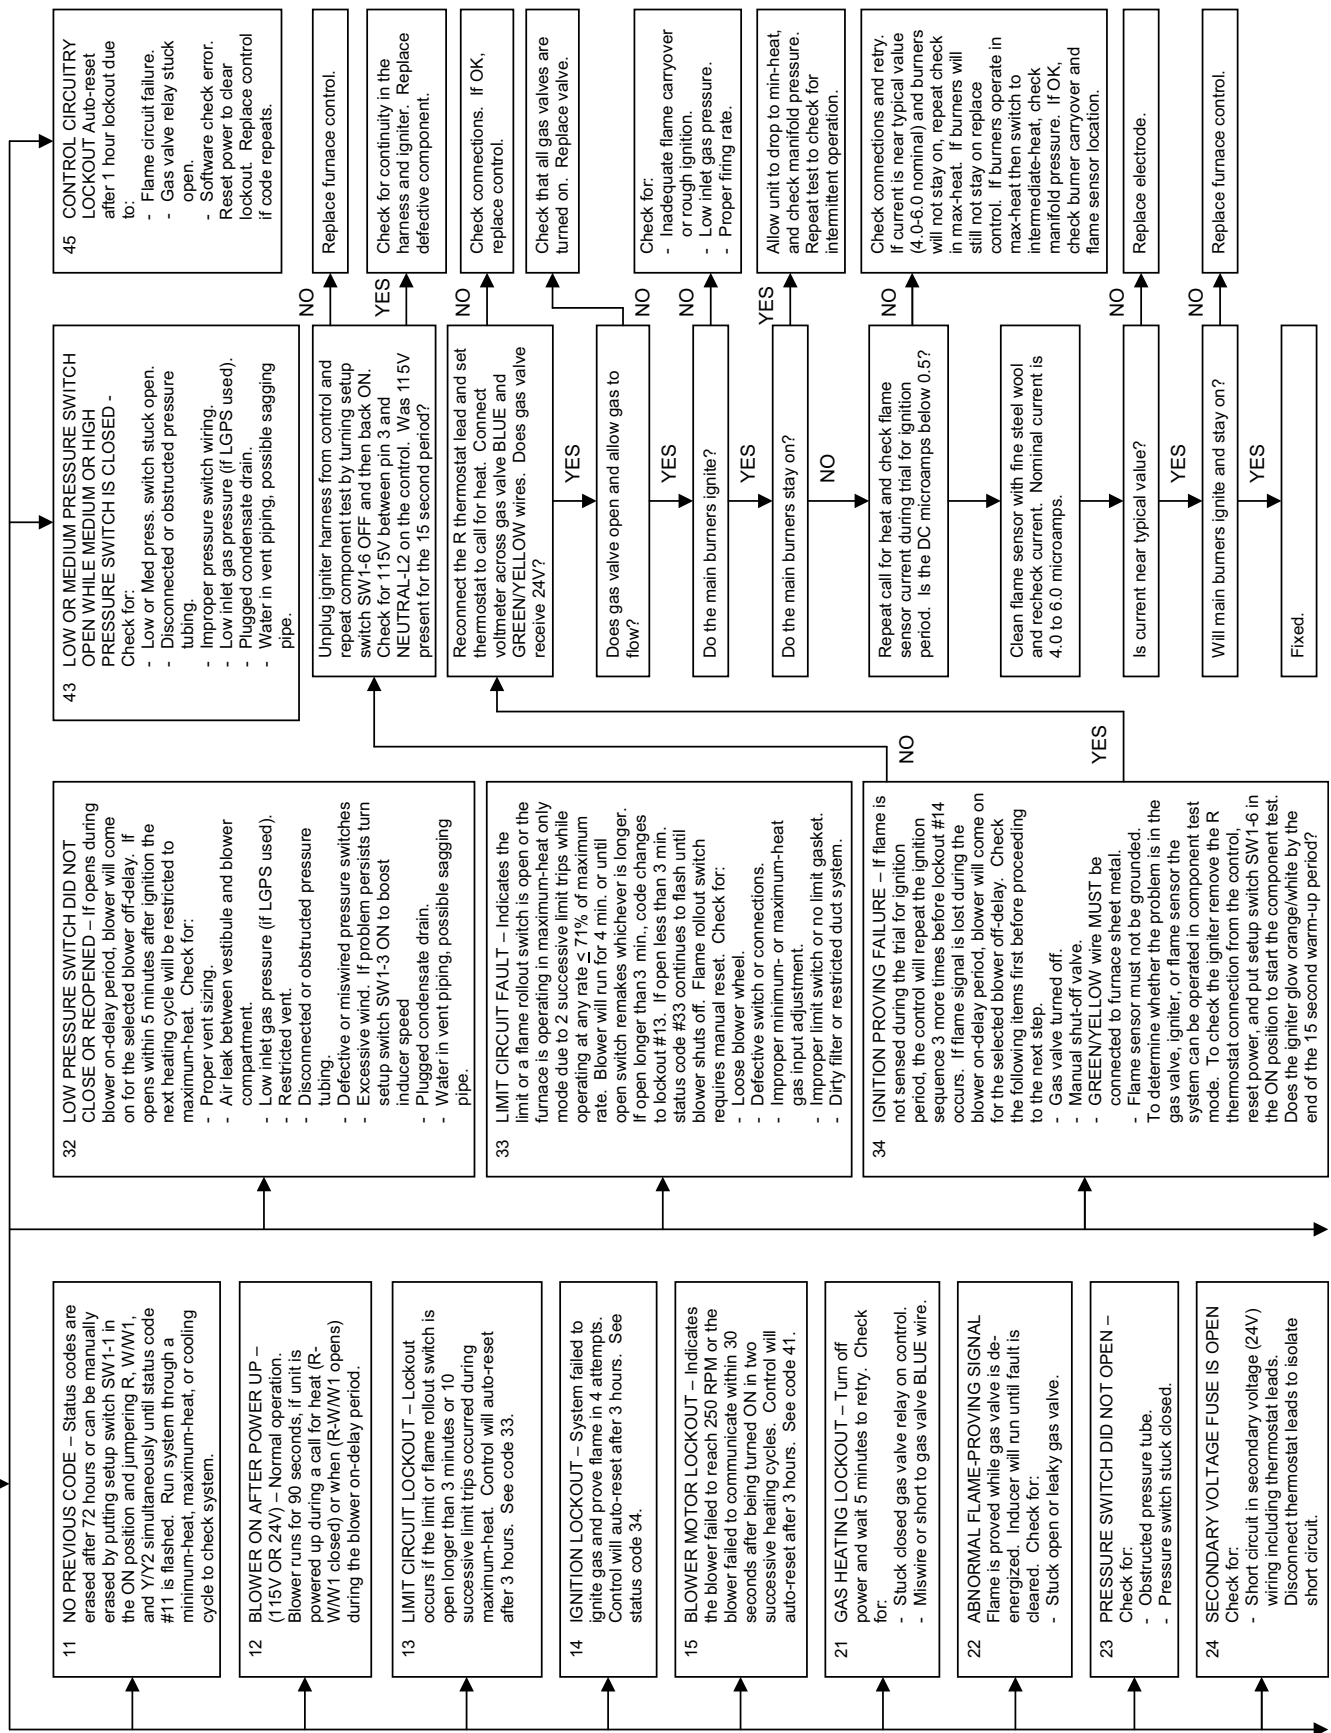 11 NO PREVIOUS CODE – Status codes are
erased after 72 hours or can be manually
erased by putting setup switch SW1-1 in
the ON position and jumpering R, W/W1,
and Y/Y2 simultaneously until status code
#11 is flashed. Run system through a
minimum-heat, maximum-heat, or cooling
cycle to check system.
12 BLOWER ON AFTER POWER UP –
(115V OR 24V) – Normal operation.
Blower runs for 90 seconds, if unit is
powered up during a call for heat (R-
W/W1 closed) or when (R-W/W1 opens)
during the blower on-delay period.
13 LIMIT CIRCUIT LOCKOUT – Lockout
occurs if the limit or flame rollout switch is
open longer than 3 minutes or 10
successive limit trips occurred during
maximum-heat. Control will auto-reset
after 3 hours. See code 33.
14 IGNITION LOCKOUT – System failed to
ignite gas and prove flame in 4 attempts.
Control will auto-reset after 3 hours. See
status code 34.
15 BLOWER MOTOR LOCKOUT – Indicates
the blower failed to reach 250 RPM or the
blower failed to communicate within 30
seconds after being turned ON in two
successive heating cycles. Control will
auto-reset after 3 hours. See code 41.
21 GAS HEATING LOCKOUT – Turn off
power and wait 5 minutes to retry. Check
for:
- Stuck closed gas valve relay on control.
- Miswire or short to gas valve BLUE wire.
22 ABNORMAL FLAME-PROVING SIGNAL
Flame is proved while gas valve is de-
energized. Inducer will run until fault is
cleared. Check for:
- Stuck open or leaky gas valve.
23 PRESSURE SWITCH DID NOT OPEN –
Check for:
- Obstructed pressure tube.
- Pressure switch stuck closed.
24 SECONDARY VOLTAGE FUSE IS OPEN
Check for:
- Short circuit in secondary voltage (24V)
wiring including thermostat leads.
Disconnect thermostat leads to isolate
short circuit.
32 LOW PRESSURE SWITCH DID NOT
CLOSE OR REOPENED – If opens during
blower on-delay period, blower will come
on for the selected blower off-delay. If
opens within 5 minutes after ignition the
next heating cycle will be restricted to
maximum-heat. Check for:
- Proper vent sizing.
- Air leak between vestibule and blower
compartment.
- Low inlet gas pressure (if LGPS used).
- Restricted vent.
- Disconnected or obstructed pressure
tubing.
- Defective or miswired pressure switches
- Excessive wind. If problem persists turn
setup switch SW 1-3 ON to boost
inducer speed
- Plugged condensate drain.
- Water in vent piping, possible sagging
pipe.
33 LIMIT CIRCUIT FAULT – Indicates the
limit or a flame rollout switch is open or the
furnace is operating in maximum-heat only
mode due to 2 successive limit trips while
operating at any rate ≤ 71% of maximum
rate. Blower will run for 4 min. or until
open switch remakes whichever is longer.
If open longer than 3 min., code changes
to lockout #13. If open less than 3 min.
status code #33 continues to flash until
blower shuts off. Flame rollout switch
requires manual reset. Check for:
- Loose blower wheel.
- Defective switch or connections.
- Improper minimum- or maximum-heat
gas input adjustment.
- Improper limit switch or no limit gasket.
- Dirty filter or restricted duct system.
34 IGNITION PROVING FAILURE – If flame is
not sensed during the trial for ignition
period, the control will repeat the ignition
sequence 3 more times before lockout #14
occurs. If flame signal is lost during the
blower on-delay period, blower will come on
for the selected blower off-delay. Check
the following items first before proceeding
to the next step.
- Gas valve turned off.
- Manual shut-off valve.
- GREEN/YELLOW wire MUST be
connected to furnace sheet metal.
- Flame sensor must not be grounded.
To determine whether the problem is in the
gas valve, igniter, or flame sensor the
system can be operated in component test
mode. To check the igniter remove the R
thermostat connection from the control,
reset power, and put setup switch SW1-6 in
the ON position to start the component test.
Does the igniter glow orange/white by the
end of the 15 second warm-up period?
NO
YES
43 LOW OR MEDIUM PRESSURE SWITCH
OPEN WHILE MEDIUM OR HIGH
PRESSURE SWITCH IS CLOSED -
Check for:
- Low or Med press. switch stuck open.
- Disconnected or obstructed pressure
tubing.
- Improper pressure switch wiring.
- Low inlet gas pressure (if LGPS used).
- Plugged condensate drain.
- Water in vent piping, possible sagging
pipe.
Unplug igniter harness from control and
repeat component test by turning setup
switch SW1-6 OFF and then back ON.
Check for 115V between pin 3 and
NEUTRAL-L2 on the control. Was 115V
present for the 15 second period?
NO
YES
Reconnect the R thermostat lead and set
thermostat to call for heat. Connect
voltmeter across gas valve BLUE and
GREEN/YELLOW wires. Does gas valve
receive 24V?
NO
YES
Does gas valve open and allow gas to
flow?
NO
YES
Do the main burners ignite?
NO
YES
Do the main burners stay on?
YES
NO
Repeat call for heat and check flame
sensor current during trial for ignition
period. Is the DC microamps below 0.5?
NO
Clean flame sensor with fine steel wool
and recheck current. Nominal current is
4.0 to 6.0 microamps.
Is current near typical value?
NO
YES
Will main burners ignite and stay on?
NO
YES
Fixed.
45 CONTROL CIRCUITRY
LOCKOUT Auto-reset
after 1 hour lockout due
to:
- Flame circuit failure.
- Gas valve relay stuck
open.
- Software check error.
Reset power to clear
lockout. Replace control
if code repeats.
Replace furnace control.
Check for continuity in the
harness and igniter. Replace
defective component.
Check connections. If OK,
replace control.
Check that all gas valves are
turned on. Replace valve.
Check for:
- Inadequate flame carryover
or rough ignition.
- Low inlet gas pressure.
- Proper firing rate.
Allow unit to drop to min-heat,
and check manifold pressure.
Repeat test to check for
intermittent operation.
Check connections and retry.
If current is near typical value
(4.0-6.0 nominal) and burners
will not stay on, repeat check
in max-heat. If burners will
still not stay on replace
control. If burners operate in
max-heat then switch to
intermediate-heat, check
manifold pressure. If OK,
check burner carryover and
flame sensor location.
Replace electrode.
Replace furnace control.